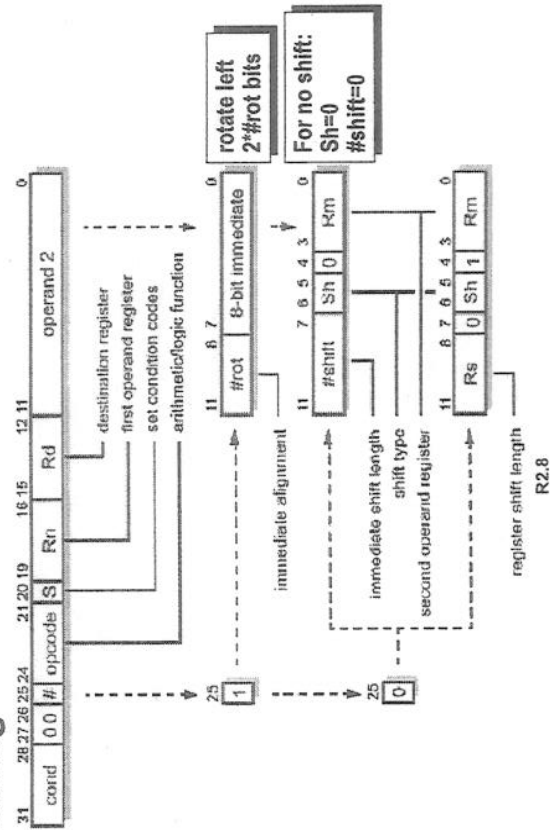 31 28 27 26 25 24 21 20 19 16 15 12 11 0
cond 0 0 # opcode S Rn Rd operand 2
destination register
first operand register
set condition codes
arithmetic/logic function
25
1
11 8 7 0
#rot 8-bit immediate
rotate left
2*#rot bits
immediate alignment
11 7 6 5 4 3 0
#shift Sh 0 Rm
For no shift:
Sh=0
#shift=0
25
0
immediate shift length
shift type
second operand register
11 8 7 6 5 4 3 0
Rs 0 Sh 1 Rm
register shift length
R2.8